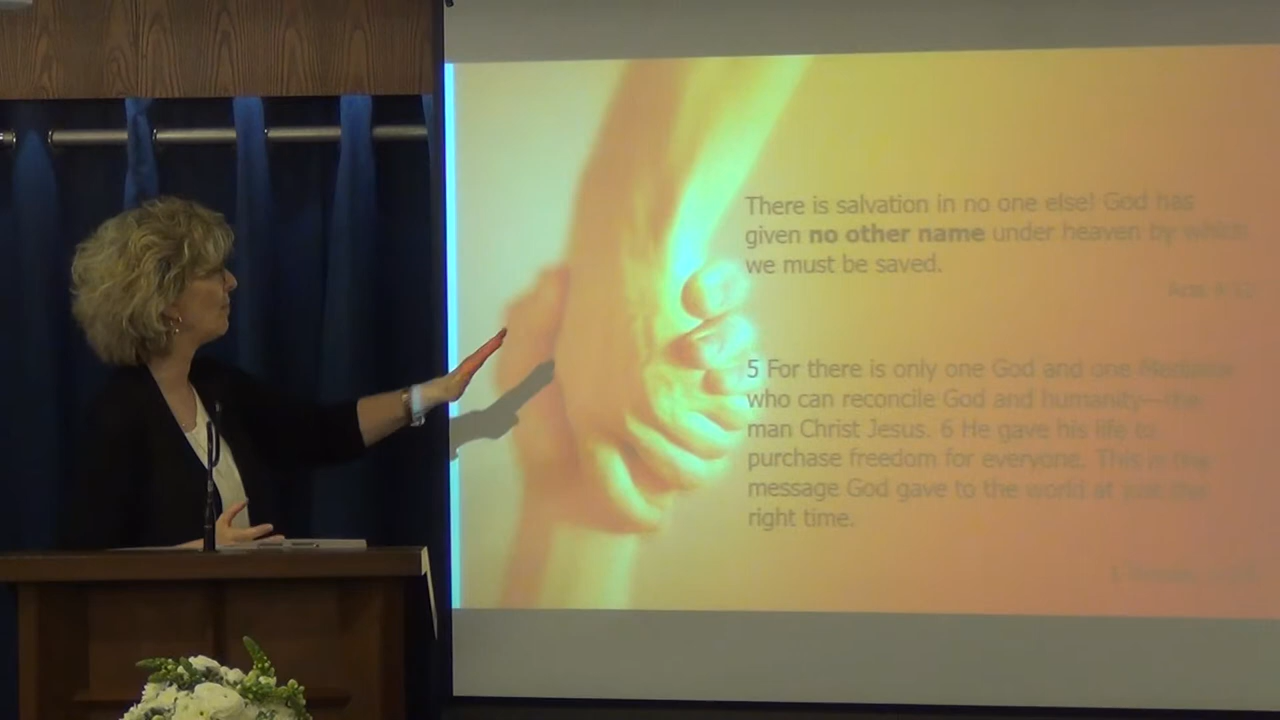 There is salvation in no one else! God has
given no other name under heaven by which
we must be saved.
5 For there is only one God and one Mediator
who can reconcile God and humanity—the
man Christ Jesus. 6 He gave his life to
purchase freedom for everyone. This is the
message God gave to the world at just the
right time.